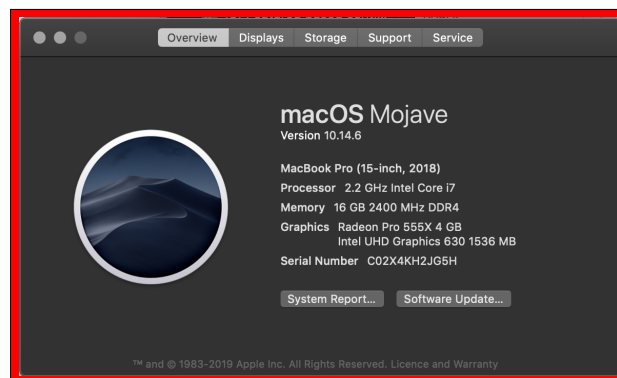 Overview Displays Storage Support Service
macOS Mojave
Version 10.14.6
MacBook Pro (15-inch, 2018)
Processor 2.2 GHz Intel Core i7
Memory 16 GB 2400 MHz DDR4
Graphics Radeon Pro 555X 4 GB
Intel UHD Graphics 630 1536 MB
Serial Number C02X4KH2JG5H
System Report... Software Update...
™ and © 1983-2019 Apple Inc. All Rights Reserved. Licence and Warranty